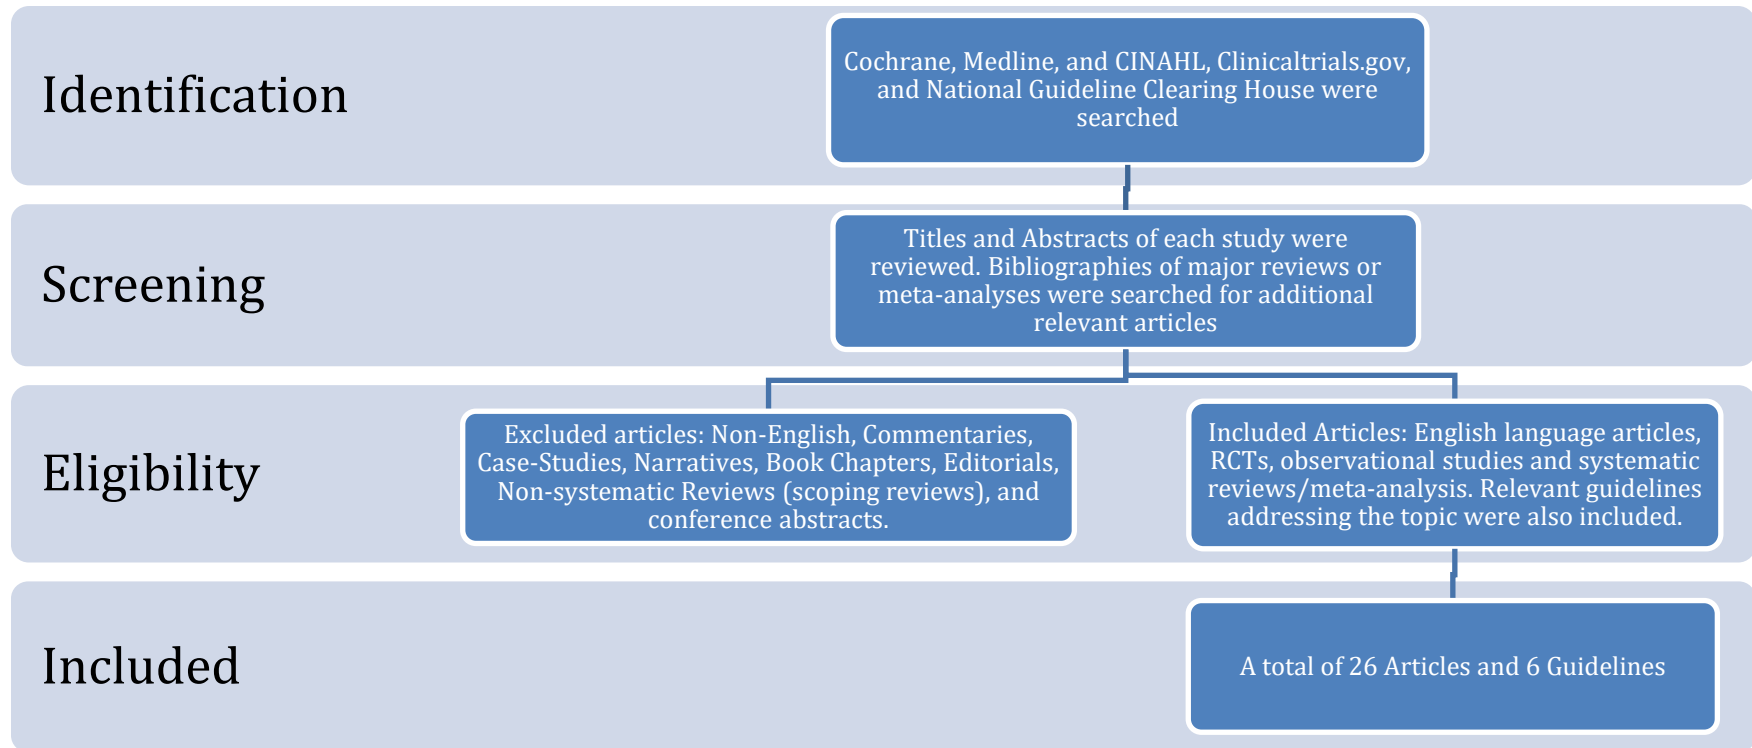 Identification
Cochrane, Medline, and CINAHL, Clinicaltrials.gov,
and National Guideline Clearing House were
searched
Screening
Titles and Abstracts of each study were
reviewed. Bibliographies of major reviews or
meta-analyses were searched for additional
relevant articles
Eligibility
Excluded articles: Non-English, Commentaries,
Case-Studies, Narratives, Book Chapters, Editorials,
Non-systematic Reviews (scoping reviews), and
conference abstracts.
Included Articles: English language articles,
RCTs, observational studies and systematic
reviews/meta-analysis. Relevant guidelines
addressing the topic were also included.
Included
A total of 26 Articles and 6 Guidelines